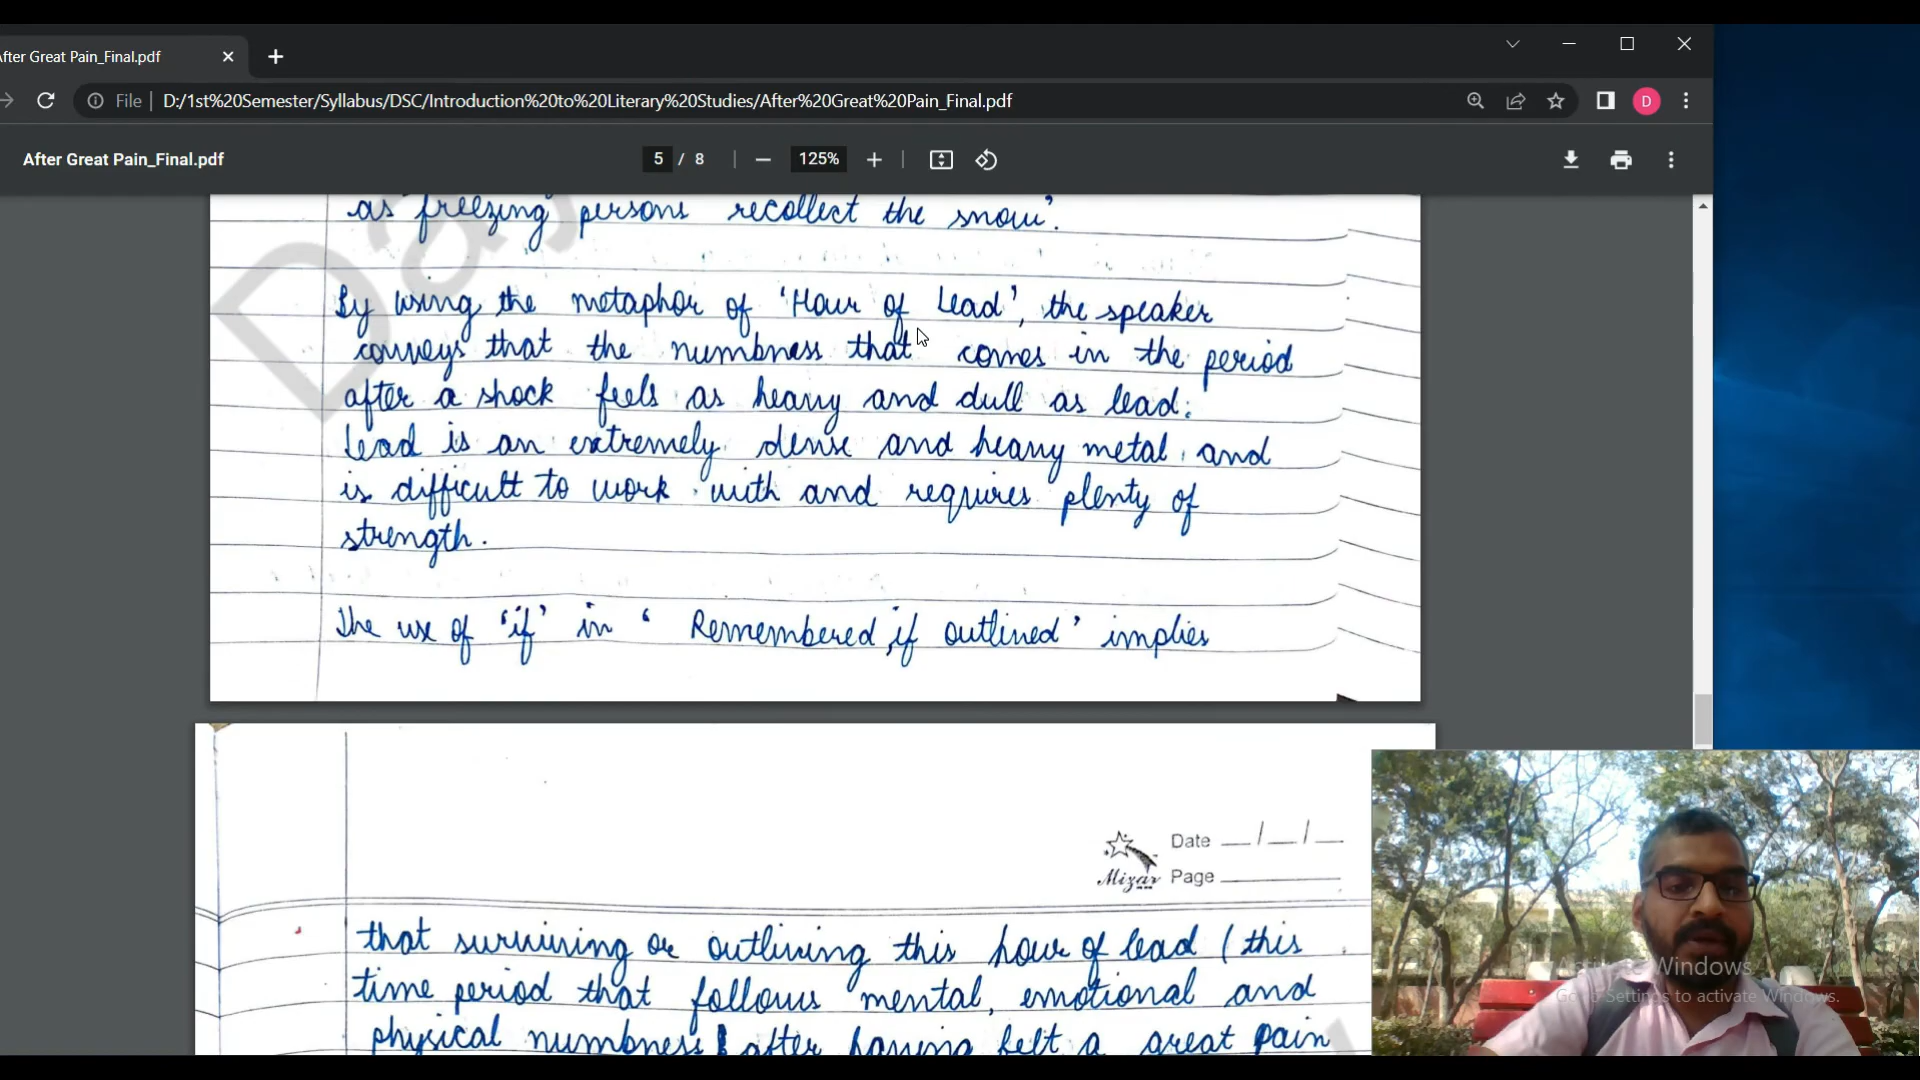 After Great Pain_Final.pdf
File D:/1st%20Semester/Syllabus/DSC/Introduction%20to%20Literary%20Studies/After%20Great%20Pain_Final.pdf D
After Great Pain_Final.pdf 5 / 8 125%
as 'freezing persons recollect the snow'.
By using the metaphor of 'Hour of Lead', the speaker
conveys that the numbness that comes in the period
after a shock feels as heavy and dull as lead.
Lead is an extremely dense and heavy metal and
is difficult to work with and requires plenty of
strength.
The use of 'if' in ' Remembered, if outlined' implies
Date __/__/__
Mizar Page
that surviving or outliving this hour of lead (this
time period that follows mental, emotional and
physical numbness after having felt a great pain
Activate Windows
Go to Settings to activate Windows.